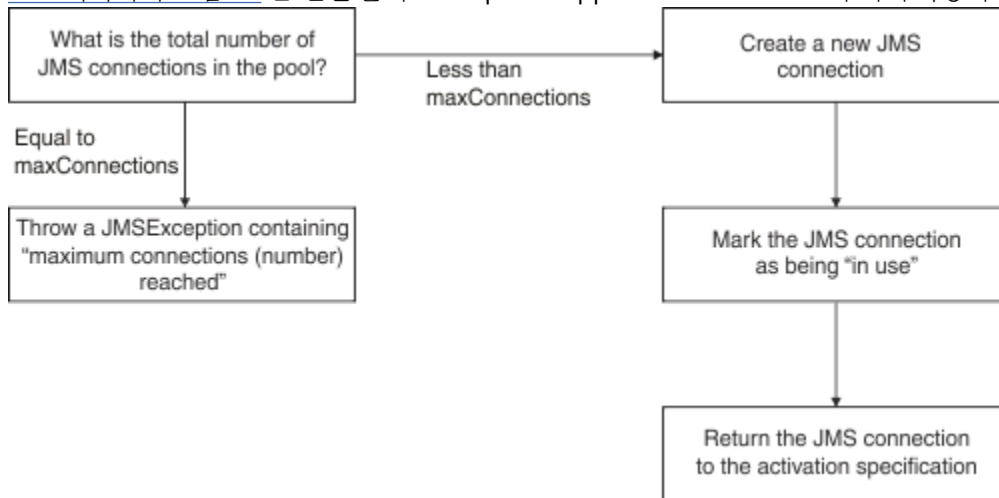 What is the total number of
JMS connections in the pool?
Less than
maxConnections
Create a new JMS
connection
Equal to
maxConnections
Throw a JMSException containing
“maximum connections (number)
reached”
Mark the JMS connection
as being “in use”
Return the JMS connection
to the activation specification